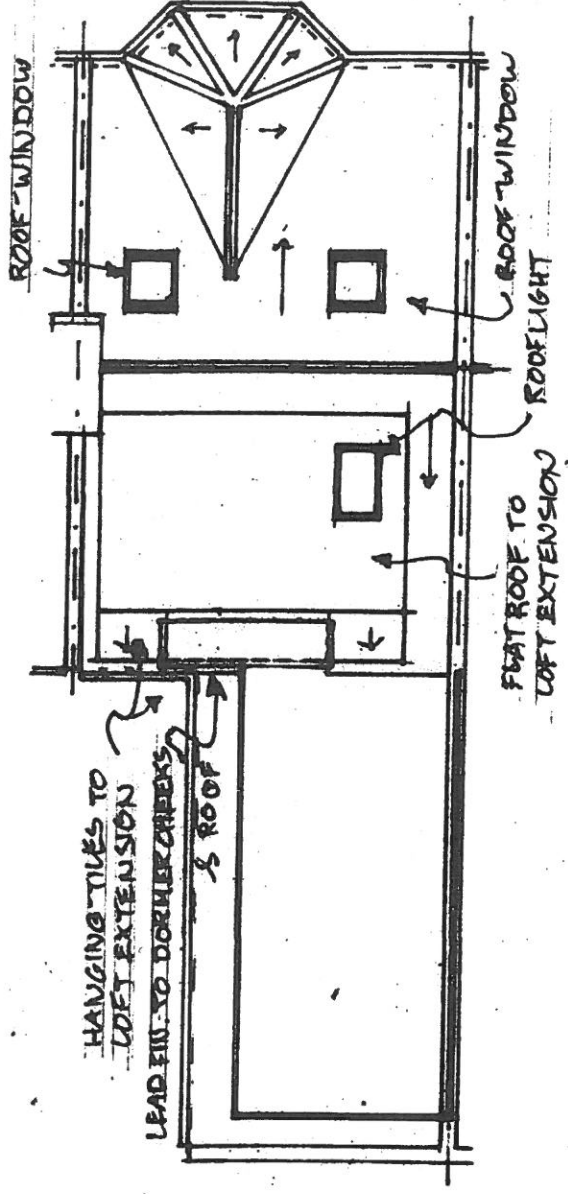 ROOF-WINDOW
ROOF-WINDOW
ROOFLIGHT
FLAT ROOF TO
LOFT EXTENSION
HANGING TILES TO
LOFT EXTENSION
LEAD FIN. TO DORMER CHEEKS
& ROOF